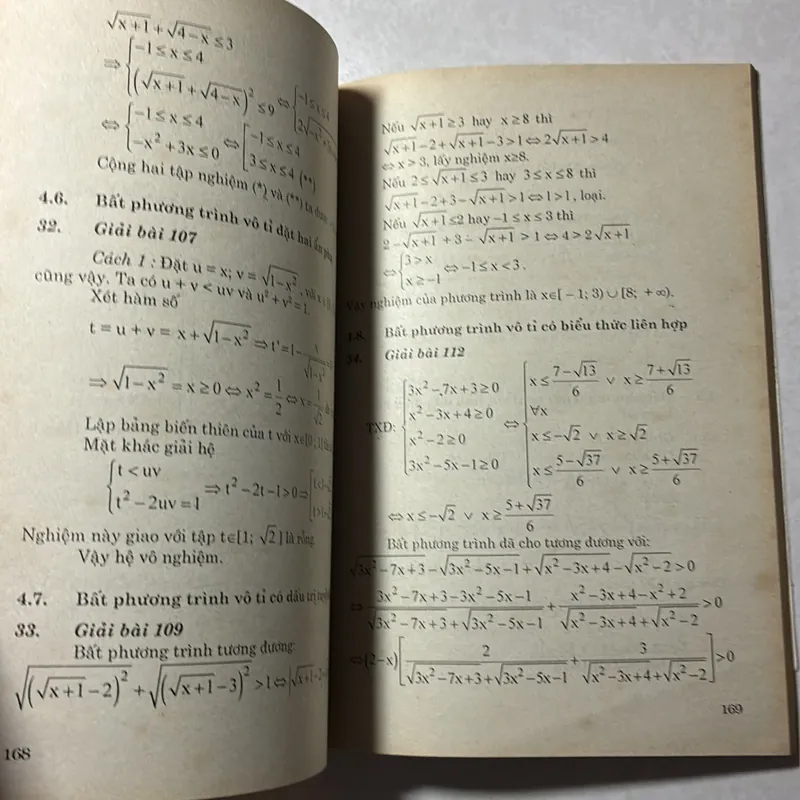 √(x+1) + √(4−x) ≤ 3
⇒ { −1 ≤ x ≤ 4
(√(x+1) + √(4−x))² ≤ 9 ⇔ { −1 ≤ x ≤ 4
⇔ { −1 ≤ x ≤ 4
−x² + 3x ≤ 0 ⇔ [ −1 ≤ x ≤
3 ≤ x ≤ 4 (**)
Cộng hai tập nghiệm (*) và (**) ta được
4.6. Bất phương trình vô tỉ đặt hai ẩn phụ
32. Giải bài 107
Cách 1 : Đặt u = x; v = √(1−x²), với
cũng vậy. Ta có u + v < uv và u² + v² = 1.
Xét hàm số
t = u + v = x + √(1−x²) ⇒ t' = 1 − x/√(1−x²)
⇒ √(1−x²) = x ≥ 0 ⇔ x² = 1/2 ⇔ x = 1/√2
Lập bảng biến thiên của t với x∈[0 ; 1]
Mặt khác giải hệ
{ t < uv
t² − 2uv = 1 ⇒ t² − 2t − 1 > 0 ⇒
Nghiệm này giao với tập t∈[1; √2] là rỗng.
Vậy hệ vô nghiệm.
4.7. Bất phương trình vô tỉ có dấu trị
33. Giải bài 109
Bất phương trình tương đương:
√((√(x+1) − 2)²) + √((√(x+1) − 3)²) > 1 ⇔ |√(x+1) − 2
168
Nếu √(x+1) ≥ 3 hay x ≥ 8 thì
√(x+1) − 2 + √(x+1) − 3 > 1 ⇔ 2√(x+1) > 4
⇔ x > 3, lấy nghiệm x≥8.
Nếu 2 ≤ √(x+1) ≤ 3 hay 3 ≤ x ≤ 8 thì
√(x+1) − 2 + 3 − √(x+1) > 1 ⇔ 1 > 1, loại.
Nếu √(x+1) ≤ 2 hay −1 ≤ x ≤ 3 thì
2 − √(x+1) + 3 − √(x+1) > 1 ⇔ 4 > 2√(x+1)
⇔ { 3 > x
x ≥ −1 ⇔ −1 ≤ x < 3 .
Vậy nghiệm của phương trình là x∈[ − 1; 3) ∪ [8; + ∞).
4.8. Bất phương trình vô tỉ có biểu thức liên hợp
34. Giải bài 112
TXĐ: { 3x² − 7x + 3 ≥ 0 ⇔ { x ≤ (7−√13)/6 ∨ x ≥ (7+√13)/6
x² − 3x + 4 ≥ 0 ∀x
x² − 2 ≥ 0 x ≤ −√2 ∨ x ≥ √2
3x² − 5x − 1 ≥ 0 x ≤ (5−√37)/6 ∨ x ≥ (5+√37)/6
⇔ x ≤ −√2 ∨ x ≥ (5+√37)/6
Bất phương trình đã cho tương đương với:
√(3x²−7x+3) − √(3x²−5x−1) + √(x²−3x+4) − √(x²−2) > 0
⇔ (3x²−7x+3−3x²−5x−1)/(√(3x²−7x+3) + √(3x²−5x−1)) + (x²−3x+4−x²+2)/(√(x²−3x+4) + √(x²−2)) > 0
⇔ (2−x)[2/(√(3x²−7x+3) + √(3x²−5x−1)) + 3/(√(x²−3x+4) + √(x²−2))] > 0
169